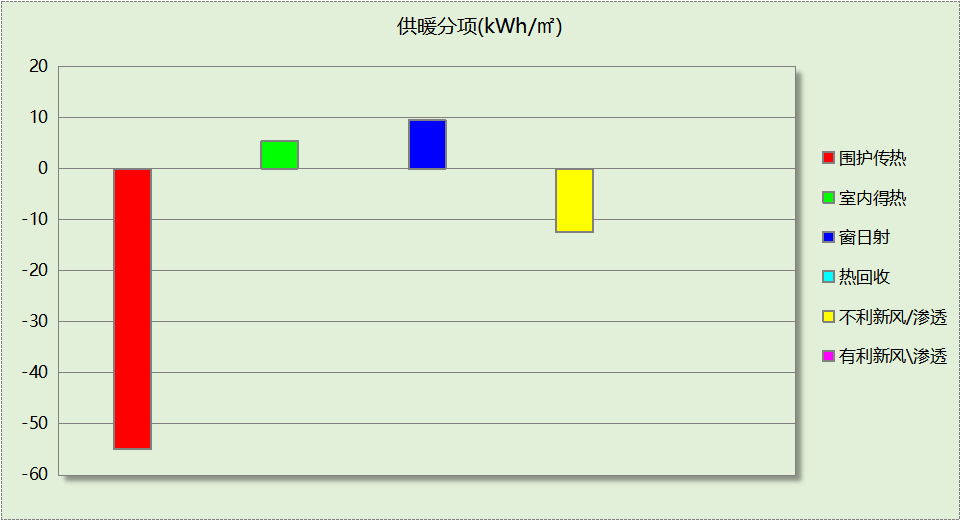 供暖分项(kWh/㎡)
20
10
0
-10
-20
-30
-40
-50
-60
围护传热
室内得热
窗日射
热回收
不利新风/渗透
有利新风\渗透